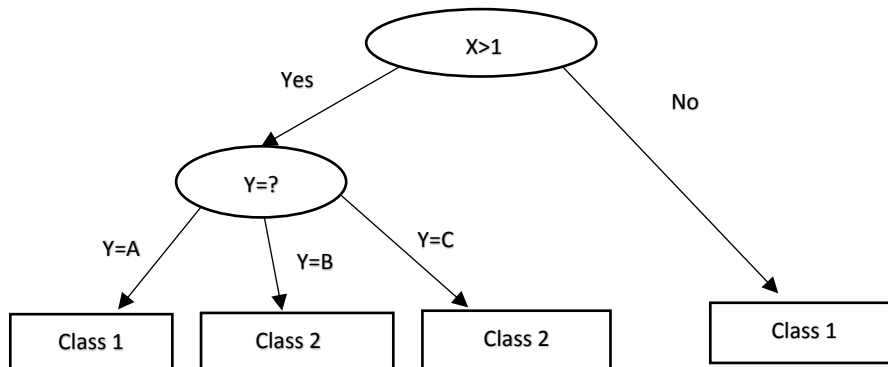 X>1
Yes
No
Y=?
Y=A
Y=B
Y=C
Class 1
Class 2
Class 2
Class 1